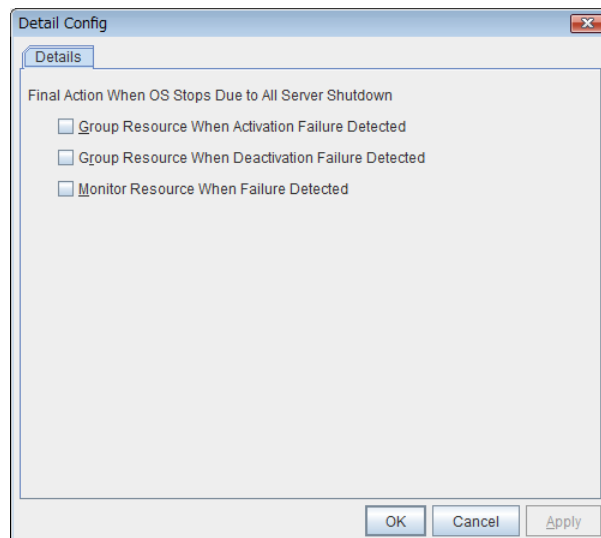 Detail Config
Details
Final Action When OS Stops Due to All Server Shutdown
Group Resource When Activation Failure Detected
Group Resource When Deactivation Failure Detected
Monitor Resource When Failure Detected
OK
Cancel
Apply